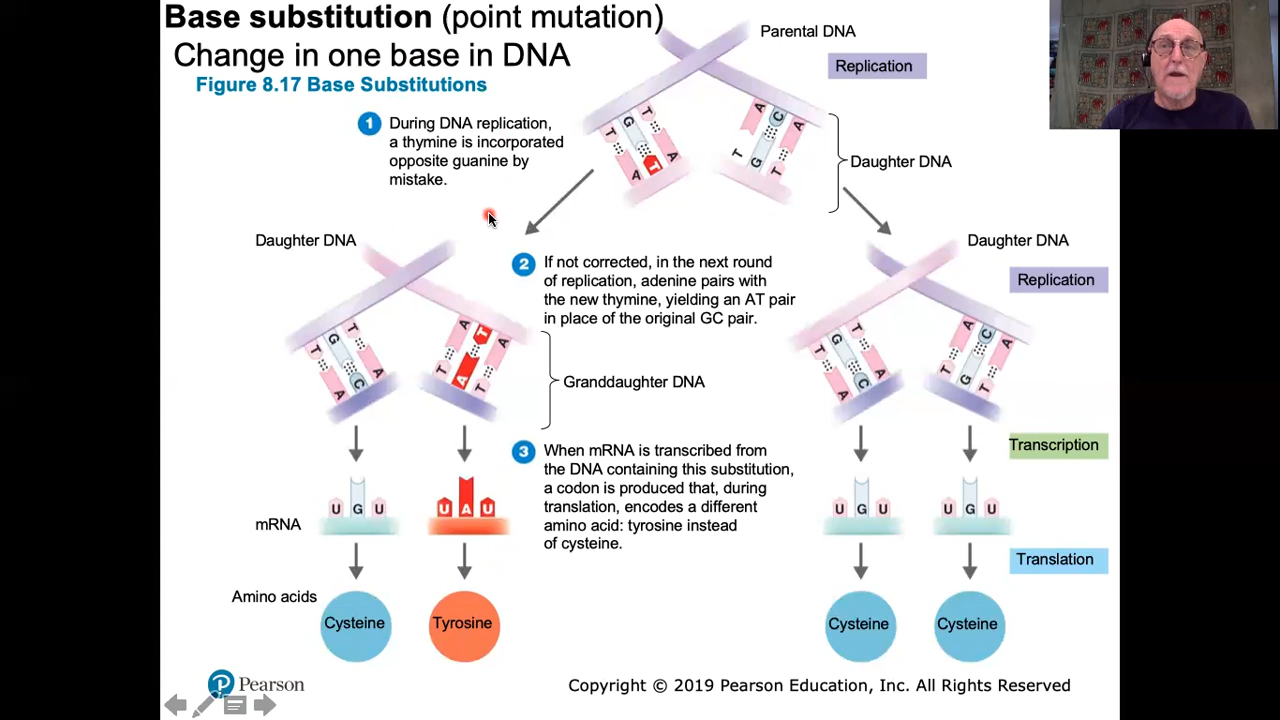 Base substitution (point mutation)
Change in one base in DNA
Figure 8.17 Base Substitutions
Parental DNA
Replication
1 During DNA replication,
a thymine is incorporated
opposite guanine by
mistake.
T G T
A T A
A C A
T G T
Daughter DNA
Daughter DNA
2 If not corrected, in the next round
of replication, adenine pairs with
the new thymine, yielding an AT pair
in place of the original GC pair.
Daughter DNA
Replication
T G T
A C A
A T A
T A T
Granddaughter DNA
T G T
A C A
A C A
T G T
3 When mRNA is transcribed from
the DNA containing this substitution,
a codon is produced that, during
translation, encodes a different
amino acid: tyrosine instead
of cysteine.
Transcription
mRNA
U G U
U A U
U G U
U G U
Translation
Amino acids
Cysteine
Tyrosine
Cysteine
Cysteine
P Pearson
Copyright © 2019 Pearson Education, Inc. All Rights Reserved